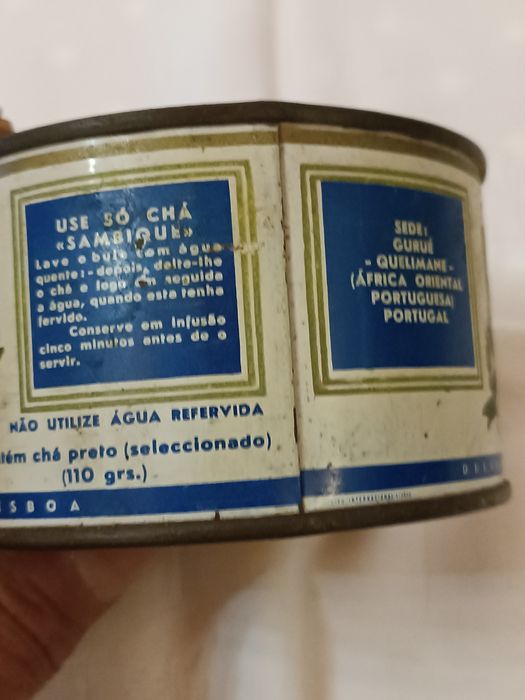 USE SÓ CHÁ
«SAMBIQUE»
Lave o bule com água
quente:-depois, deite-lhe
o chá e logo em seguida
a água, quando esta tenha
fervido.
Conserve em infusão
cinco minutos antes de o
servir.
NÃO UTILIZE ÁGUA REFERVIDA
tém chá preto (seleccionado)
(110 grs.)
SBOA
SEDE:
GURUÉ
- QUELIMANE -
(ÁFRICA ORIENTAL
PORTUGUESA)
PORTUGAL